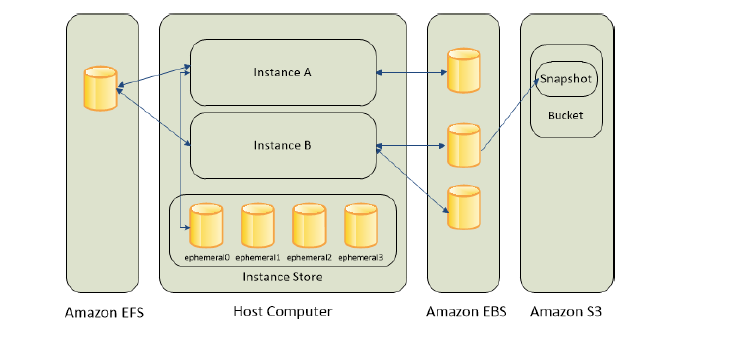 Instance A
Snapshot
Bucket
Instance B
ephemeral0 ephemeral1 ephemeral2 ephemeral3
Instance Store
Amazon EFS Host Computer Amazon EBS Amazon S3